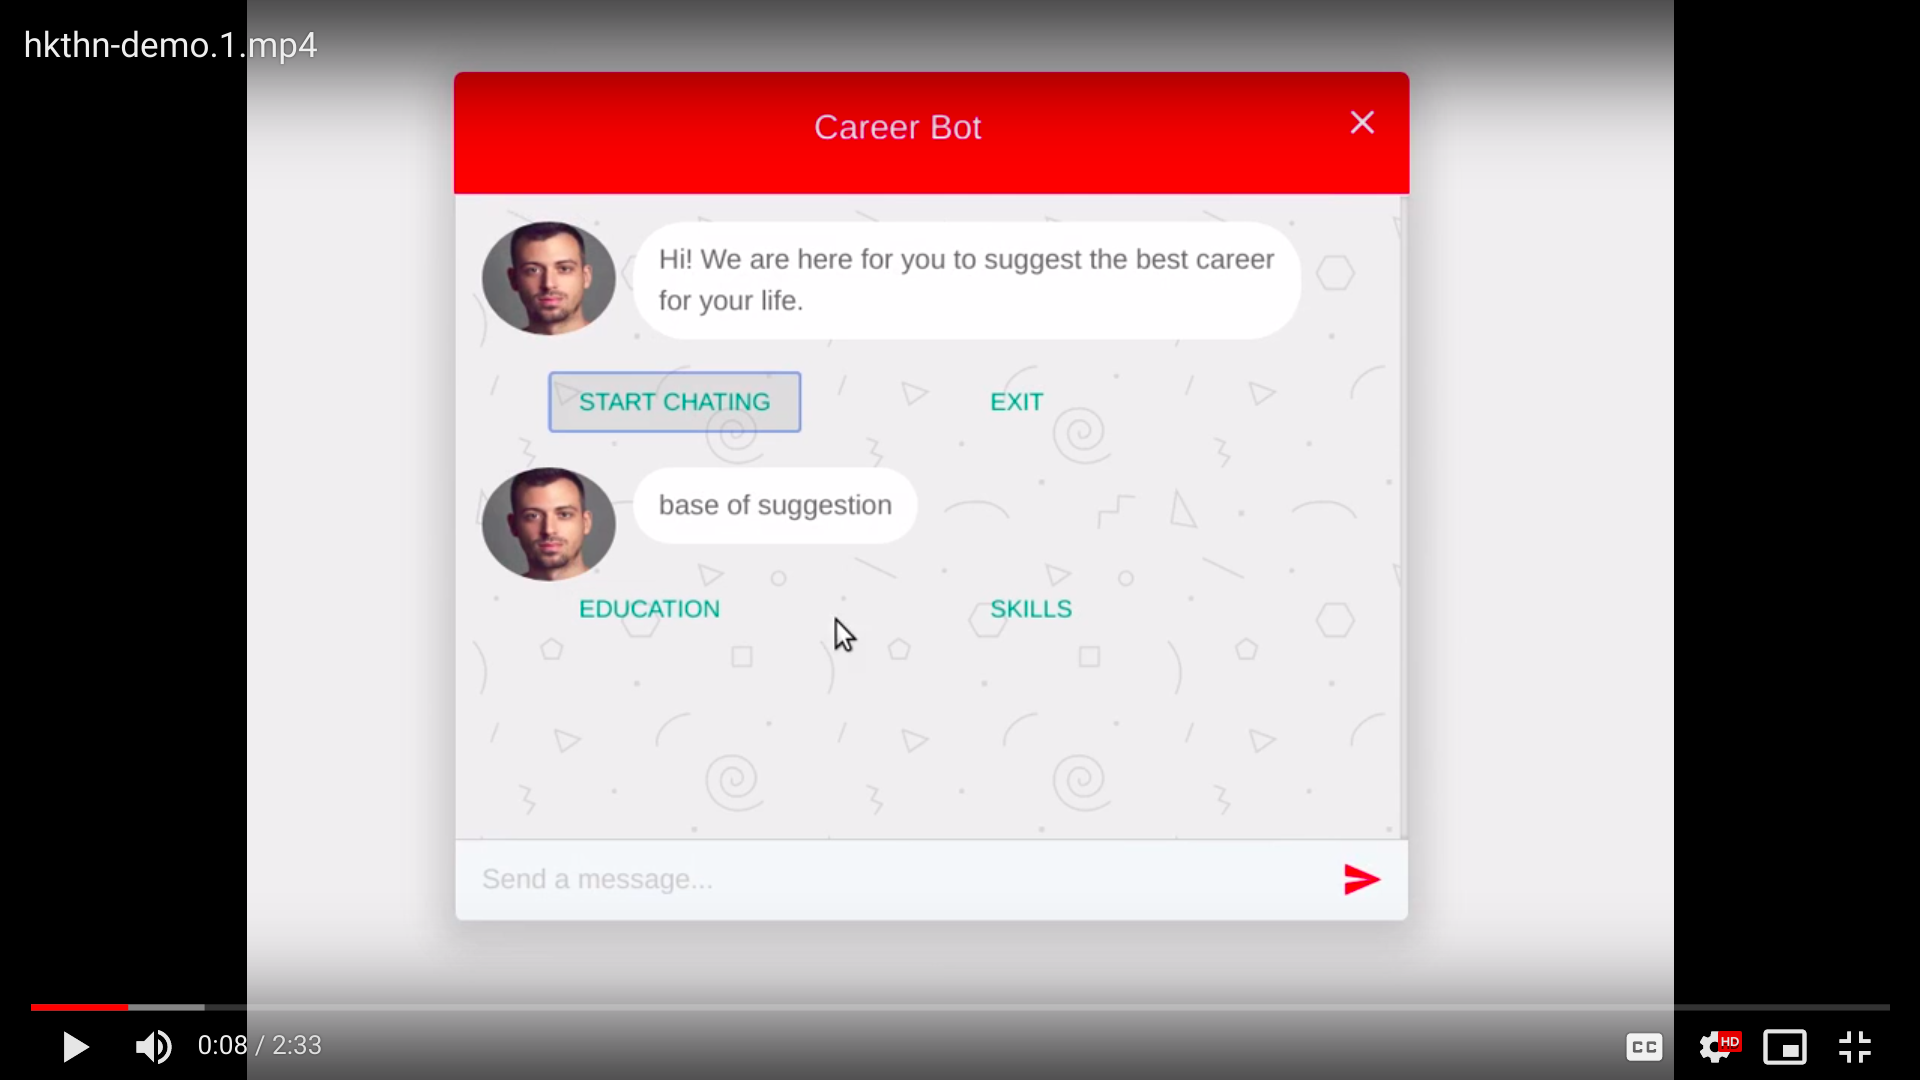 hkthn-demo.1.mp4
Career Bot
Hi! We are here for you to suggest the best career
for your life.
START CHATING
EXIT
base of suggestion
EDUCATION
SKILLS
Send a message...
0:08 / 2:33
CC
HD